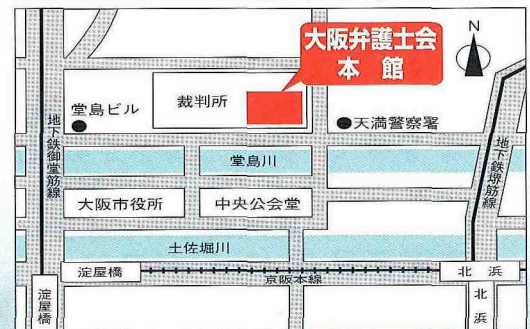 大阪弁護士会
本館
N
裁判所
堂島ビル
天満警察署
地下鉄御堂筋線
地下鉄堺筋線
堂島川
大阪市役所
中央公会堂
土佐堀川
淀屋橋
京阪本線
北浜
淀屋橋
北浜